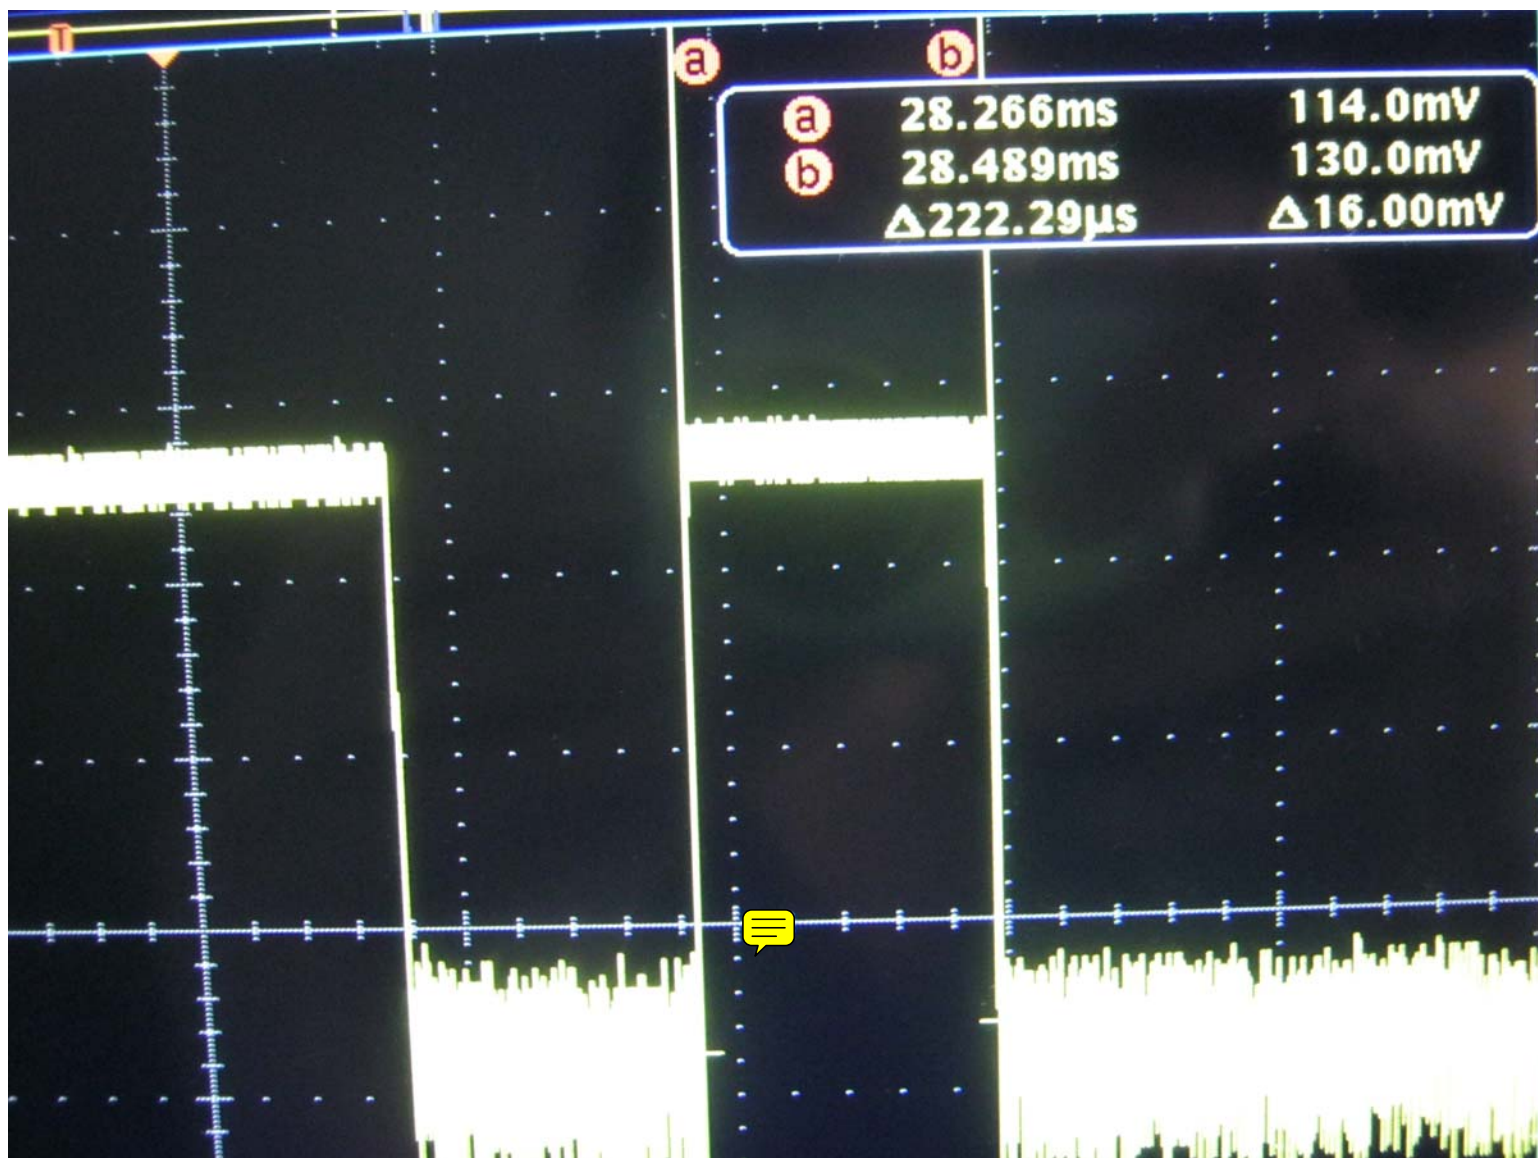 T
a b
a 28.266ms 114.0mV
b 28.489ms 130.0mV
Δ222.29µs Δ16.00mV